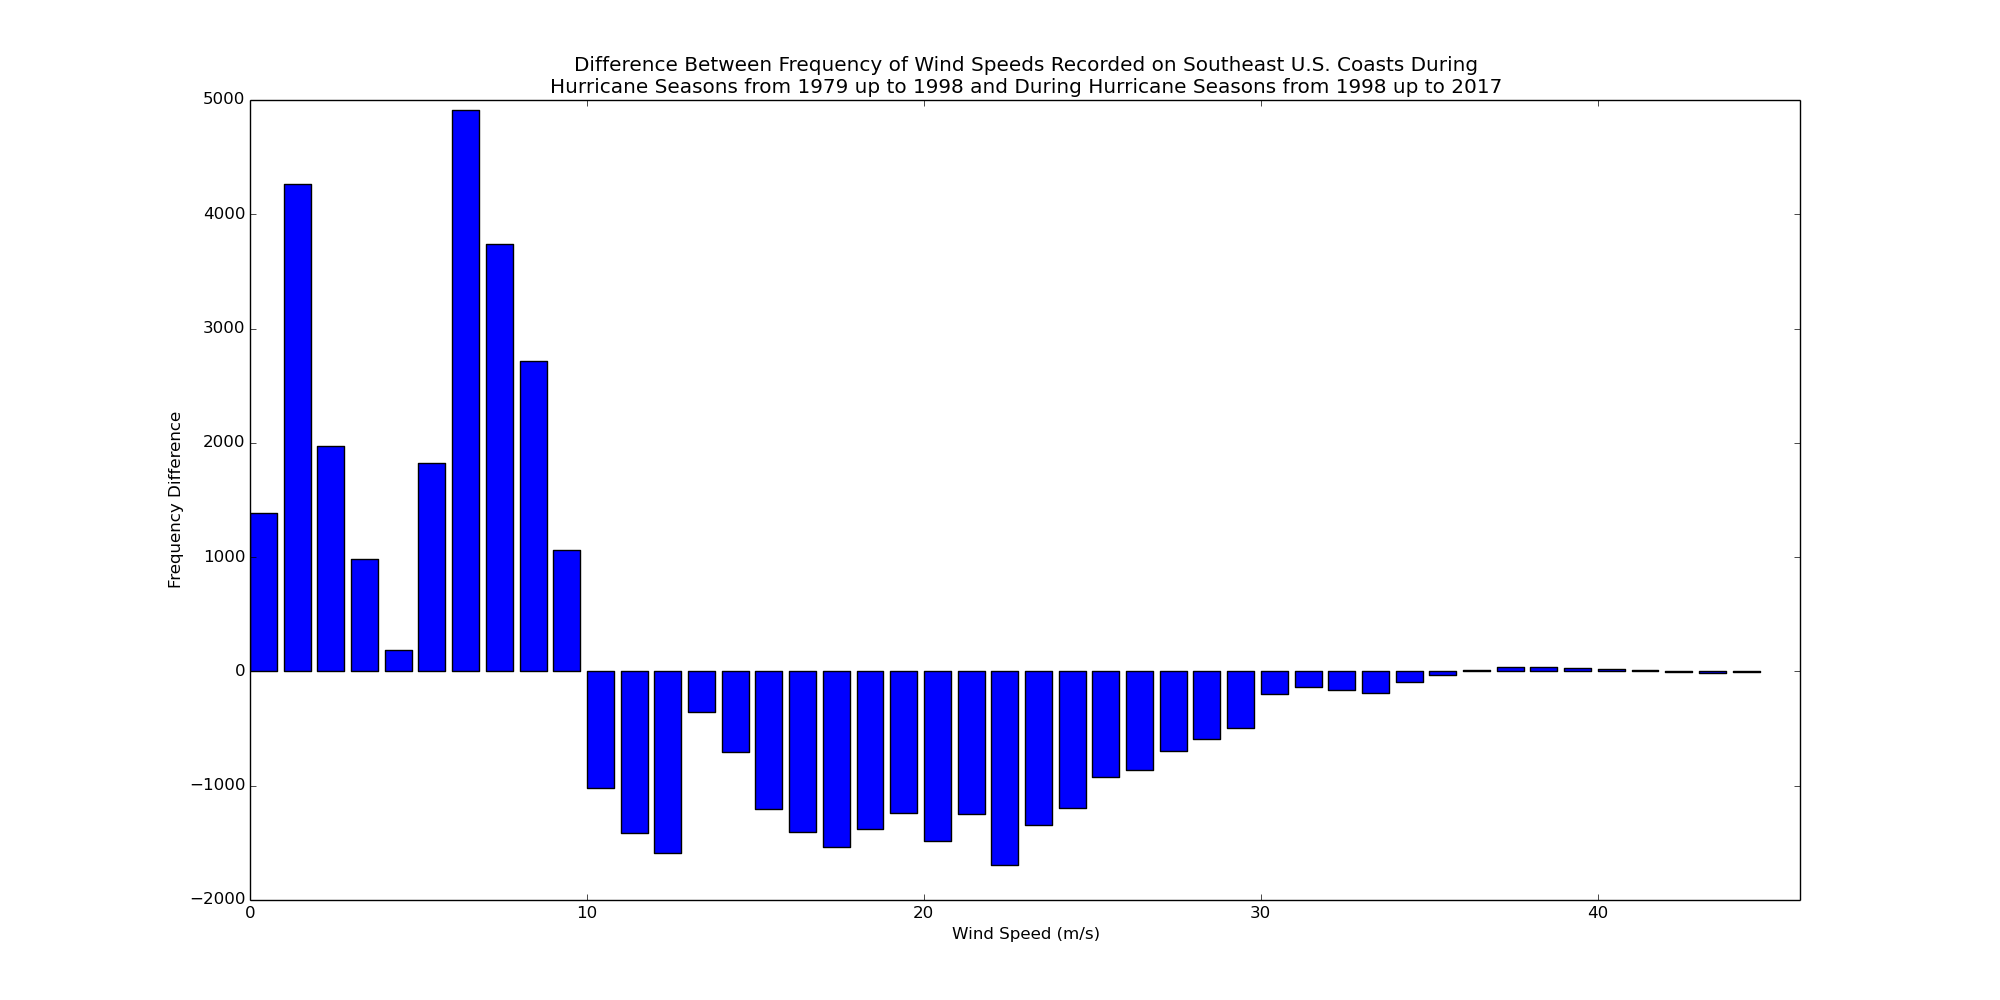 Difference Between Frequency of Wind Speeds Recorded on Southeast U.S. Coasts During
Hurricane Seasons from 1979 up to 1998 and During Hurricane Seasons from 1998 up to 2017
5000
4000
3000
2000
1000
0
−1000
−2000
Frequency Difference
0 10 20 30 40
Wind Speed (m/s)